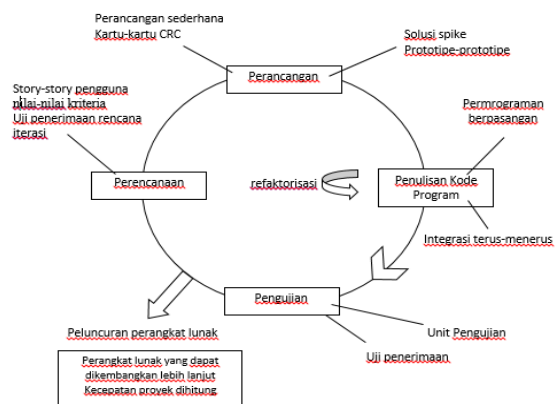 Perancangan sederhana
Kartu-kartu CRC
Solusi spike
Prototipe-prototipe
Perancangan
Story-story pengguna
nilai-nilai kriteria
Uji penerimaan rencana
iterasi
Permrograman
berpasangan
Perencanaan
refaktorisasi
Penulisan Kode
Program
Integrasi terus-menerus
Pengujian
Peluncuran perangkat lunak
Unit Pengujian
Uji penerimaan
Perangkat lunak yang dapat
dikembangkan lebih lanjut
Kecepatan proyek dihitung